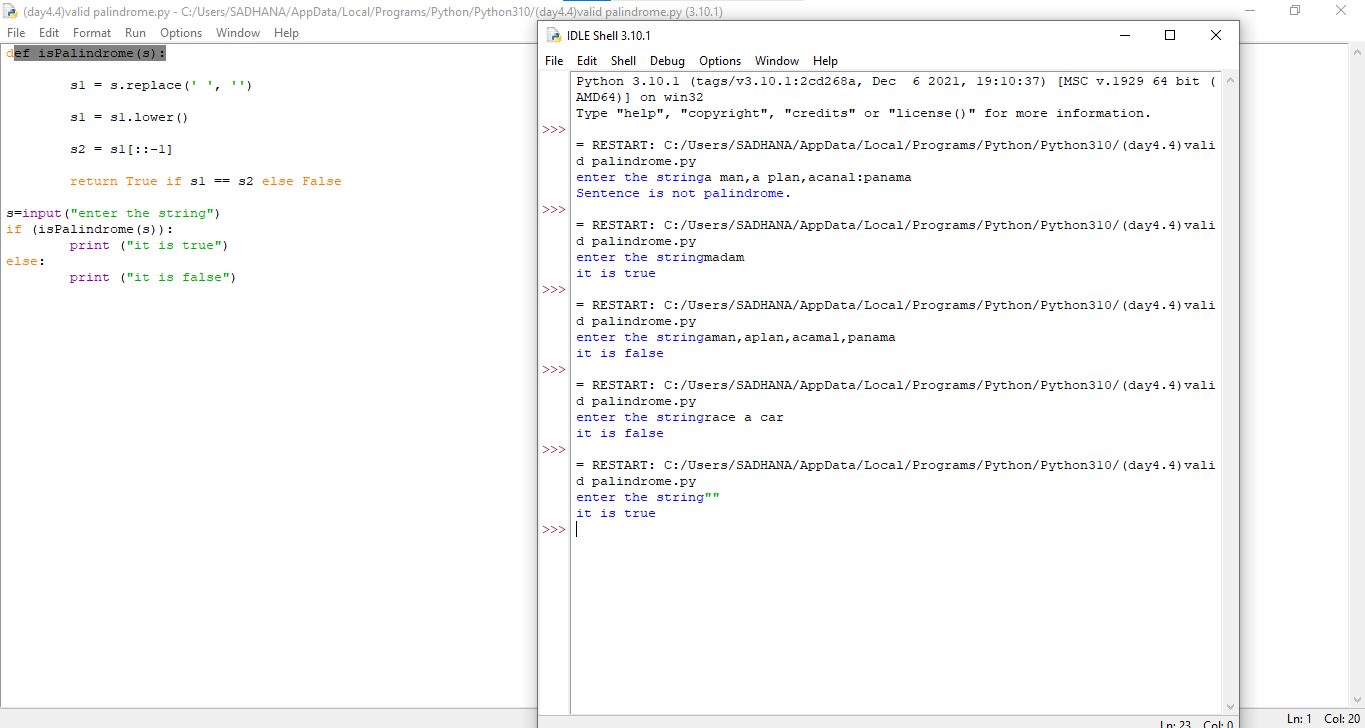 (day4.4)valid palindrome.py - C:/Users/SADHANA/AppData/Local/Programs/Python/Python310/(day4.4)valid palindrome.py (3.10.1)
File Edit Format Run Options Window Help
def isPalindrome(s):
s1 = s.replace(' ', '')
s1 = s1.lower()
s2 = s1[::-1]
return True if s1 == s2 else False
s=input("enter the string")
if (isPalindrome(s)):
print ("it is true")
else:
print ("it is false")
IDLE Shell 3.10.1
File Edit Shell Debug Options Window Help
Python 3.10.1 (tags/v3.10.1:2cd268a, Dec  6 2021, 19:10:37) [MSC v.1929 64 bit (
AMD64)] on win32
Type "help", "copyright", "credits" or "license()" for more information.
>>>
= RESTART: C:/Users/SADHANA/AppData/Local/Programs/Python/Python310/(day4.4)vali
d palindrome.py
enter the stringa man,a plan,acanal:panama
Sentence is not palindrome.
>>>
= RESTART: C:/Users/SADHANA/AppData/Local/Programs/Python/Python310/(day4.4)vali
d palindrome.py
enter the stringmadam
it is true
>>>
= RESTART: C:/Users/SADHANA/AppData/Local/Programs/Python/Python310/(day4.4)vali
d palindrome.py
enter the stringaman,aplan,acamal,panama
it is false
>>>
= RESTART: C:/Users/SADHANA/AppData/Local/Programs/Python/Python310/(day4.4)vali
d palindrome.py
enter the stringrace a car
it is false
>>>
= RESTART: C:/Users/SADHANA/AppData/Local/Programs/Python/Python310/(day4.4)vali
d palindrome.py
enter the string""
it is true
>>>
Ln: 23 Col: 0
Ln: 1 Col: 20